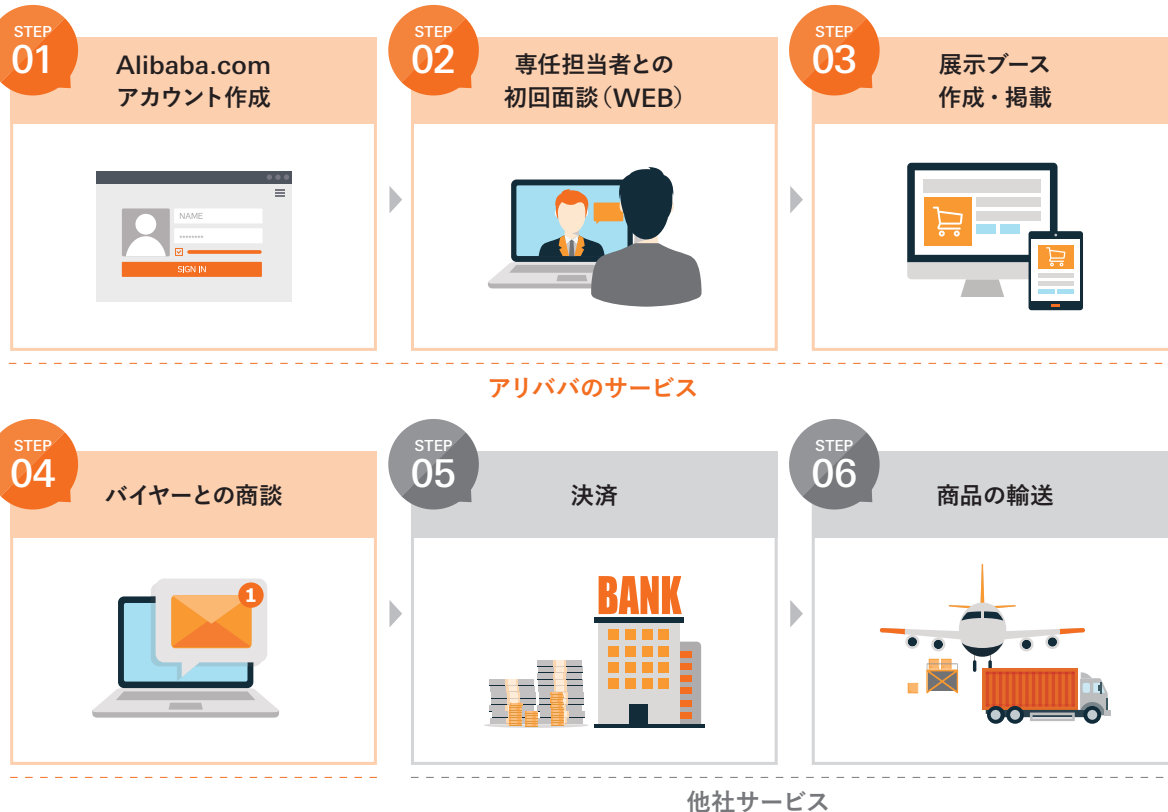 STEP
01
Alibaba.com
アカウント作成
NAME
********
SIGN IN
STEP
02
専任担当者との
初回面談（WEB）
STEP
03
展示ブース
作成・掲載
アリババのサービス
STEP
04
バイヤーとの商談
1
STEP
05
決済
BANK
STEP
06
商品の輸送
他社サービス